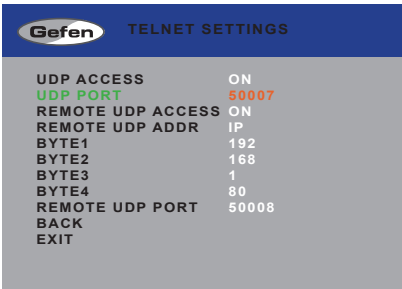 Gefen TELNET SETTINGS
UDP ACCESS ON
UDP PORT 50007
REMOTE UDP ACCESS ON
REMOTE UDP ADDR IP
BYTE1 192
BYTE2 168
BYTE3 1
BYTE4 80
REMOTE UDP PORT 50008
BACK
EXIT